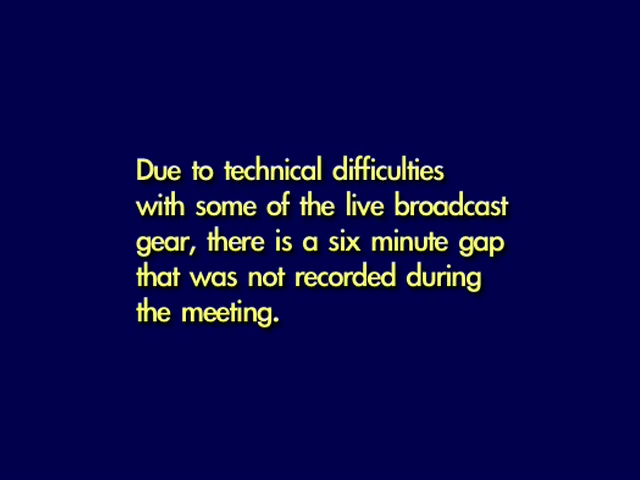 Due to technical difficulties
with some of the live broadcast
gear, there is a six minute gap
that was not recorded during
the meeting.